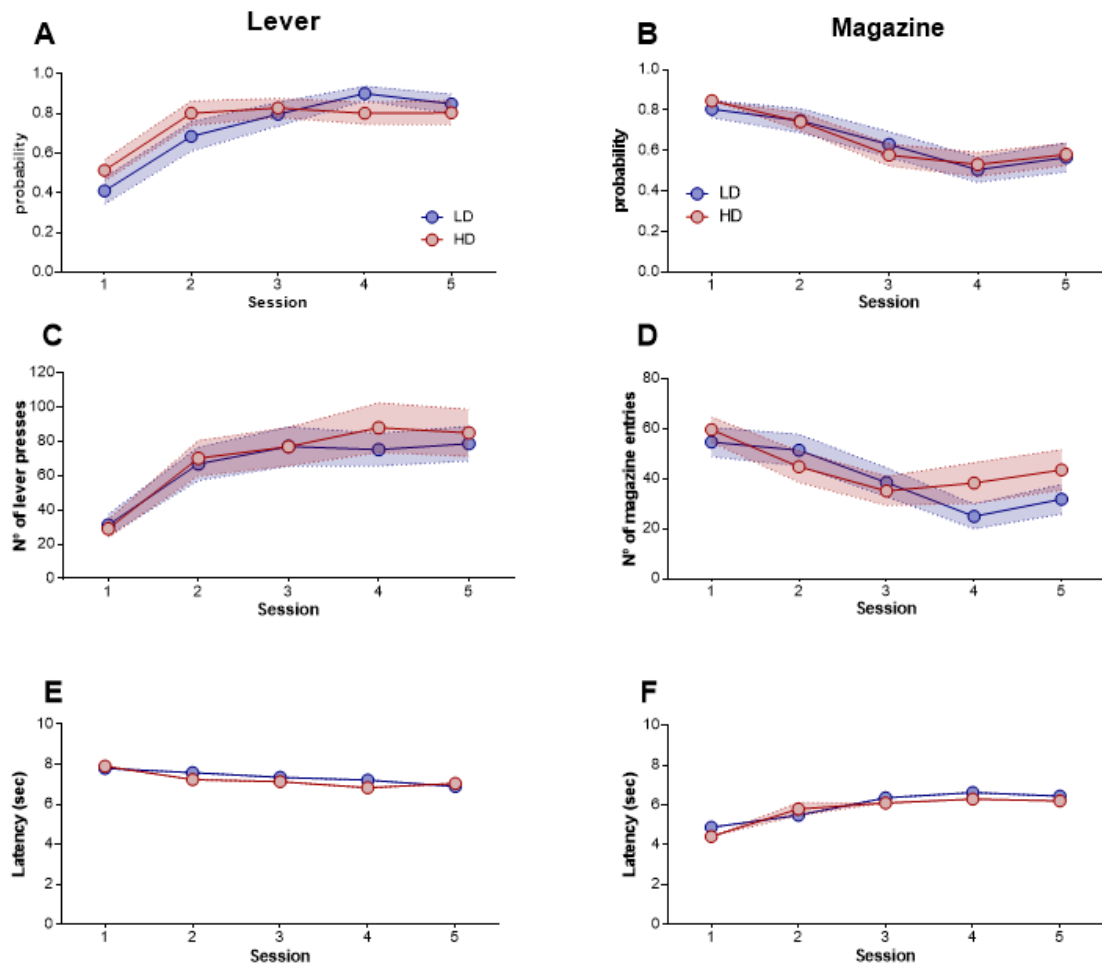 Lever
Magazine
A
probability
1.0
0.8
0.6
0.4
0.2
0.0
LD
HD
1 2 3 4 5
Session
B
probability
1.0
0.8
0.6
0.4
0.2
0.0
LD
HD
1 2 3 4 5
Session
C
Nº of lever presses
120
100
80
60
40
20
0
1 2 3 4 5
Session
D
Nº of magazine entries
80
60
40
20
0
1 2 3 4 5
Session
E
Latency (sec)
10
8
6
4
2
0
1 2 3 4 5
Session
F
Latency (sec)
10
8
6
4
2
0
1 2 3 4 5
Session